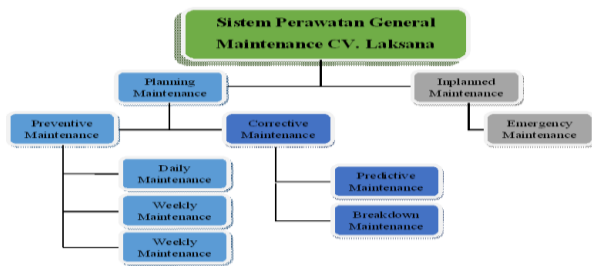 Sistem Perawatan General
Maintenance CV. Laksana
Planning
Maintenance
Inplanned
Maintenance
Preventive
Maintenance
Corrective
Maintenance
Emergency
Maintenance
Daily
Maintenance
Predictive
Maintenance
Weekly
Maintenance
Breakdown
Maintenance
Weekly
Maintenance